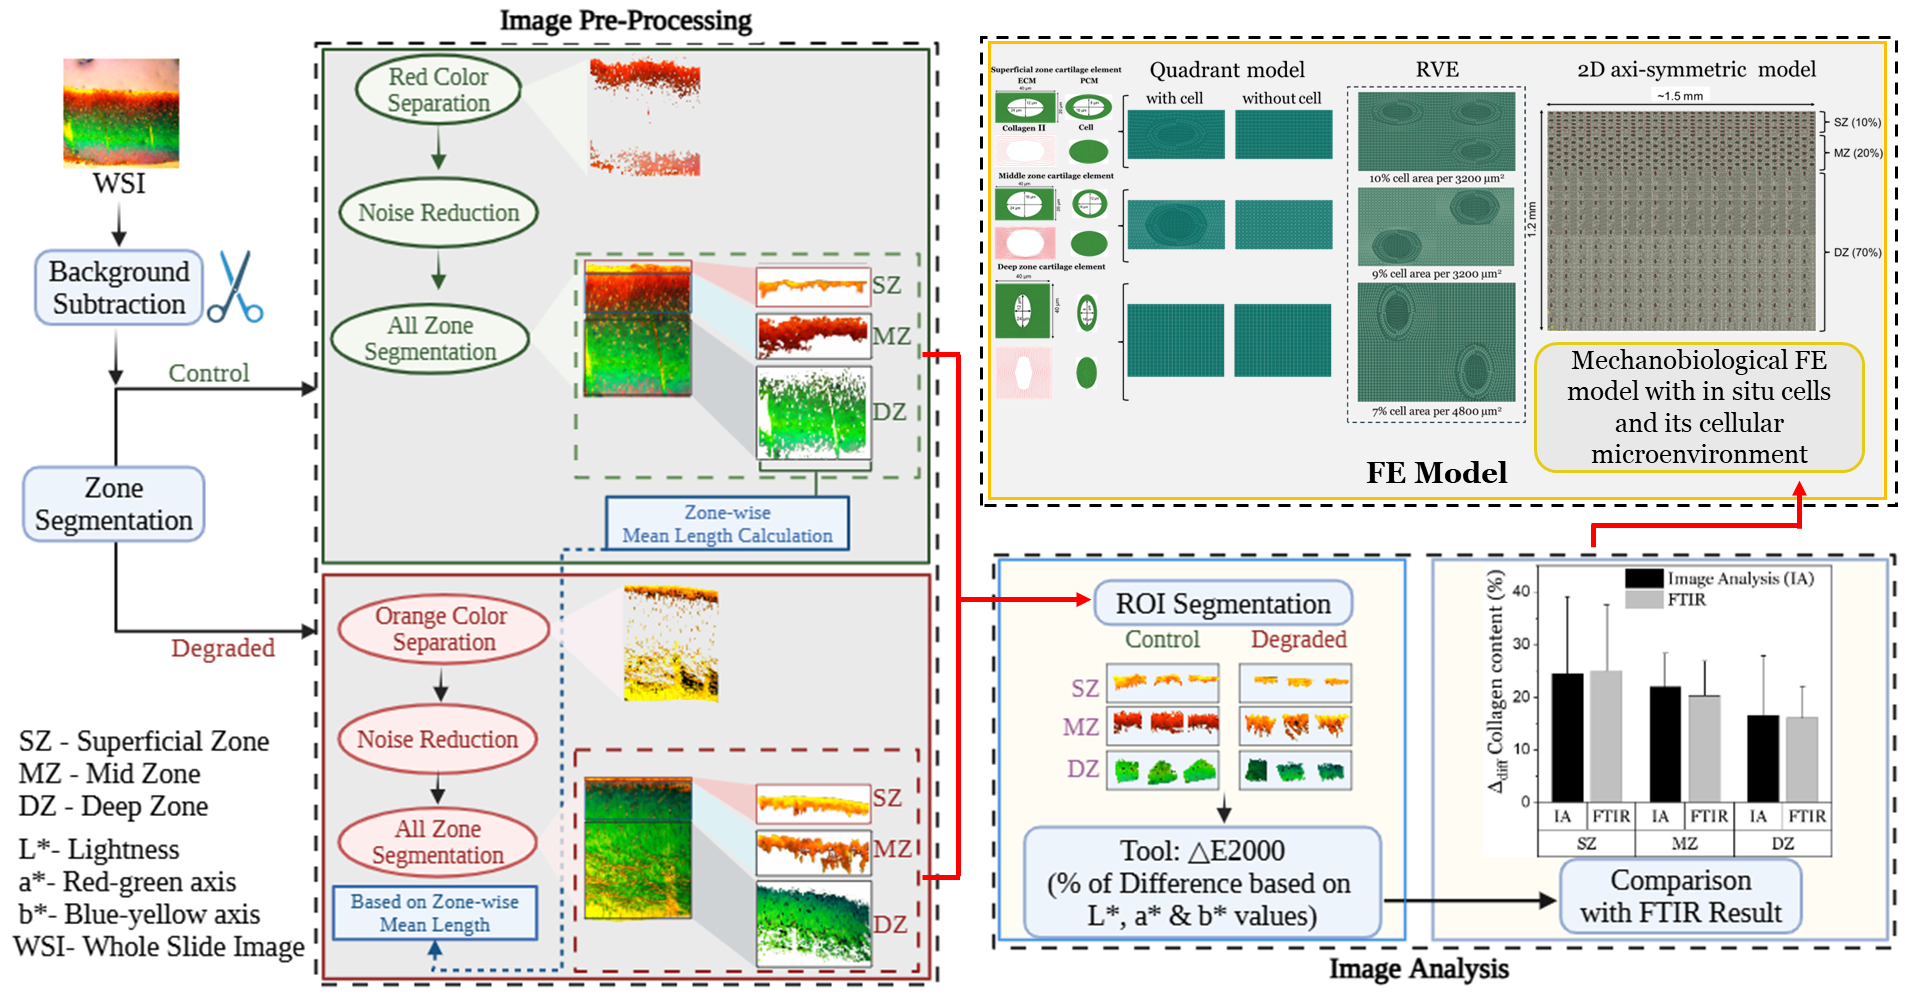 Image Pre-Processing
WSI
Background
Subtraction
Control
Zone
Segmentation
Degraded
SZ - Superficial Zone
MZ - Mid Zone
DZ - Deep Zone
L*- Lightness
a*- Red-green axis
b*- Blue-yellow axis
WSI- Whole Slide Image
Red Color
Separation
Noise Reduction
All Zone
Segmentation
SZ
MZ
DZ
Zone-wise
Mean Length Calculation
Orange Color
Separation
Noise Reduction
All Zone
Segmentation
Based on Zone-wise
Mean Length
SZ
MZ
DZ
Superficial zone cartilage element
ECM
PCM
40 μm
Collagen II
Cell
Middle zone cartilage element
40 μm
Deep zone cartilage element
40 μm
Quadrant model
with cell
without cell
RVE
10% cell area per 3200 μm²
9% cell area per 3200 μm²
7% cell area per 4800 μm²
2D axi-symmetric model
~1.5 mm
1.2 mm
SZ (10%)
MZ (20%)
DZ (70%)
Mechanobiological FE
model with in situ cells
and its cellular
microenvironment
FE Model
ROI Segmentation
Control
Degraded
SZ
MZ
DZ
Tool: △E2000
(% of Difference based on
L*, a* & b* values)
Δdiff Collagen content (%)
40
30
20
10
0
Image Analysis (IA)
FTIR
IA FTIR IA FTIR IA FTIR
SZ MZ DZ
Comparison
with FTIR Result
Image Analysis